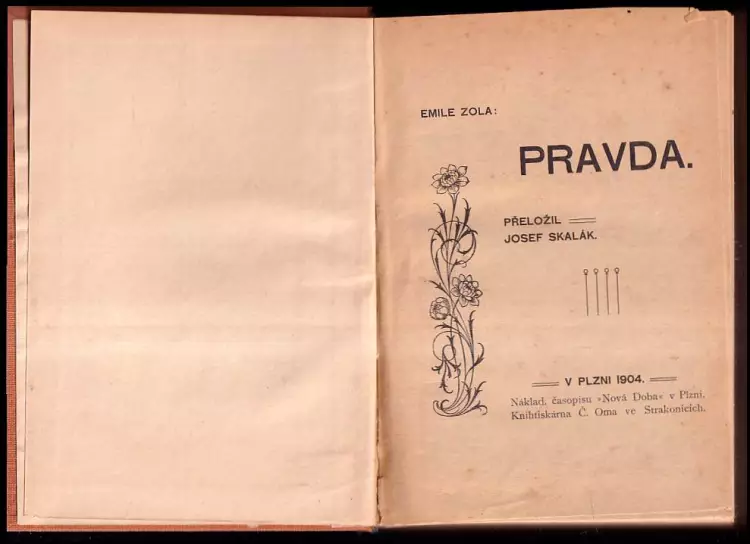 EMILE ZOLA:
PRAVDA.
PŘELOŽIL
JOSEF SKALÁK.
V PLZNI 1904.
Náklad. časopisu »Nová Doba« v Plzni.
Knihtiskárna Č. Oma ve Strakonicích.